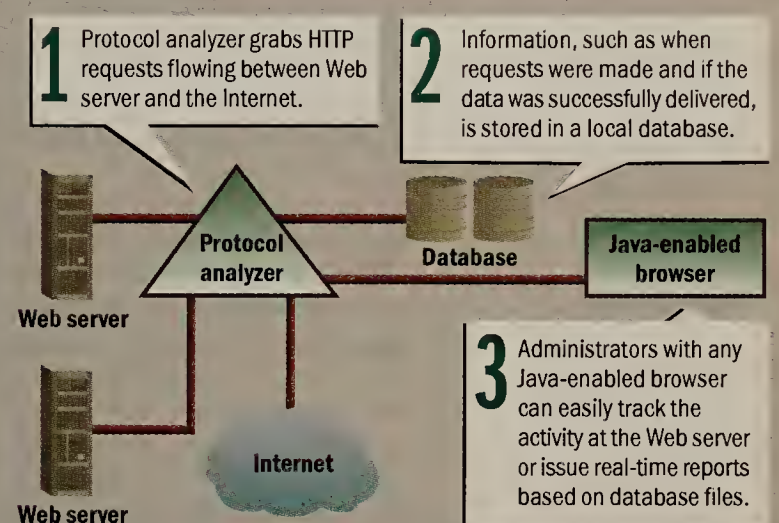 1 Protocol analyzer grabs HTTP
requests flowing between Web
server and the Internet.
2 Information, such as when
requests were made and if the
data was successfully delivered,
is stored in a local database.
Protocol
analyzer
Database
Java-enabled
browser
Web server
3 Administrators with any
Java-enabled browser
can easily track the
activity at the Web server
or issue real-time reports
based on database files.
Internet
Web server